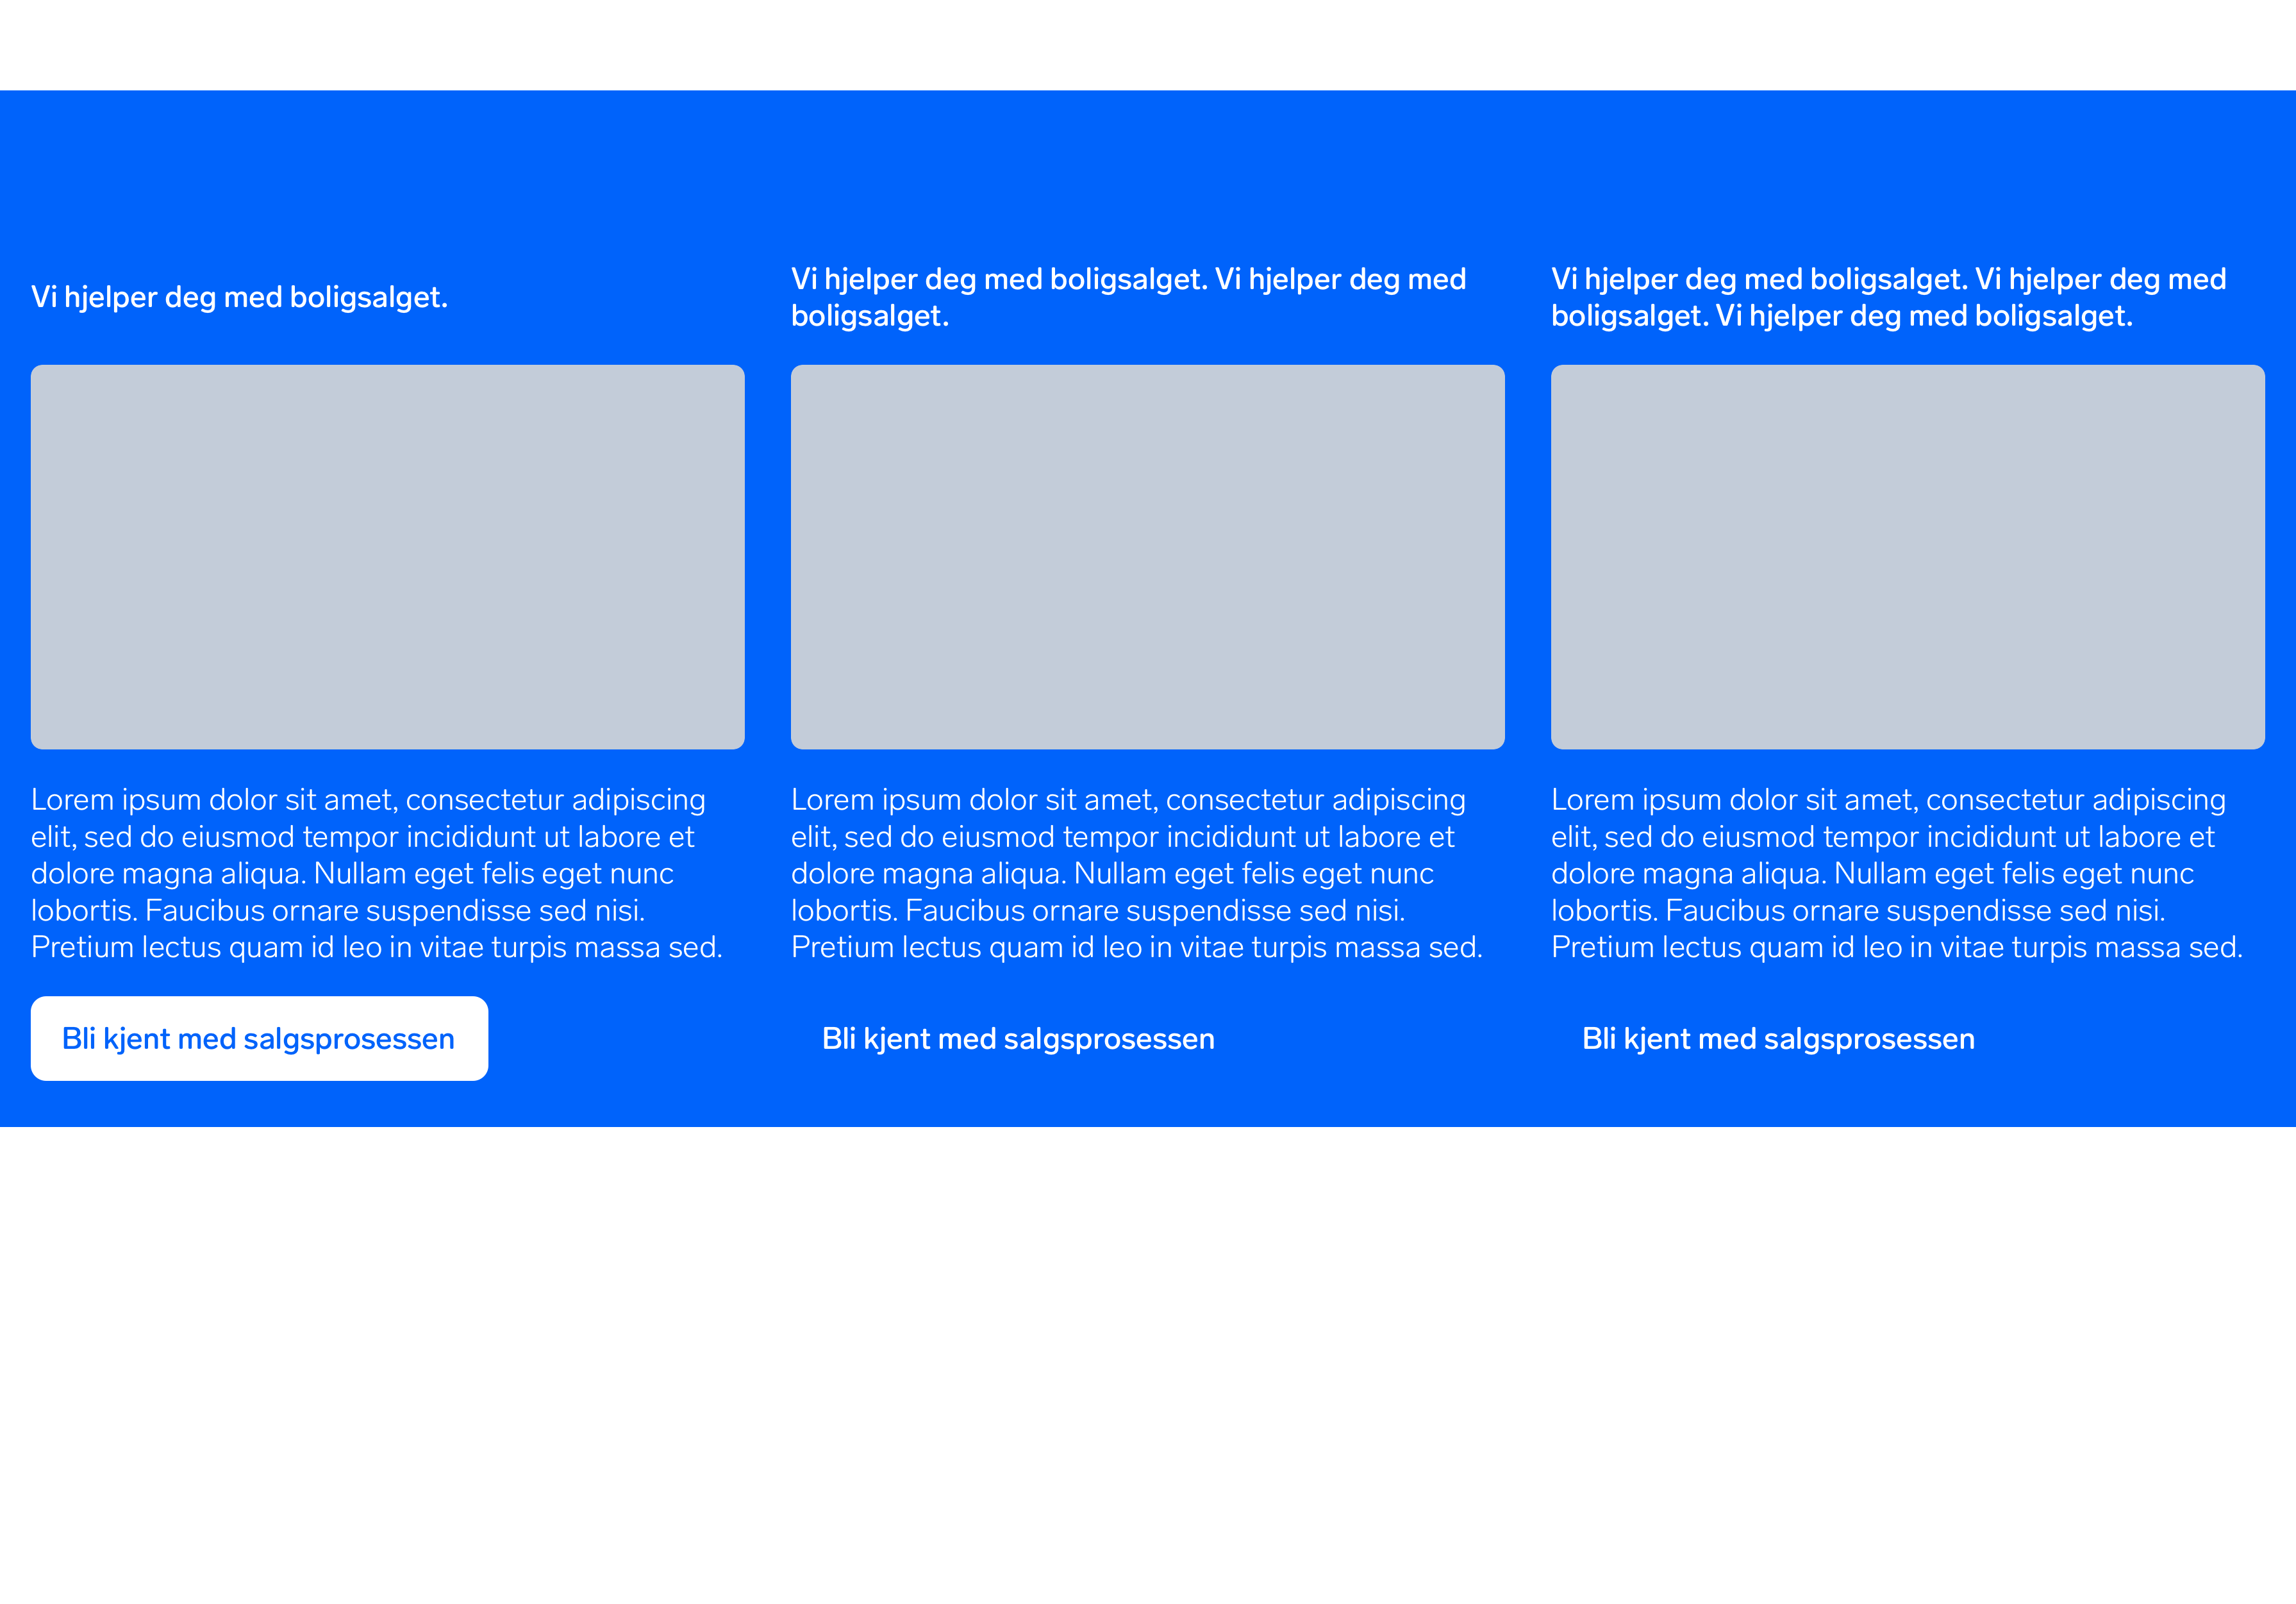 Vi hjelper deg med boligsalget.
Lorem ipsum dolor sit amet, consectetur adipiscing
elit, sed do eiusmod tempor incididunt ut labore et
dolore magna aliqua. Nullam eget felis eget nunc
lobortis. Faucibus ornare suspendisse sed nisi.
Pretium lectus quam id leo in vitae turpis massa sed.
Bli kjent med salgsprosessen
Vi hjelper deg med boligsalget. Vi hjelper deg med
boligsalget.
Lorem ipsum dolor sit amet, consectetur adipiscing
elit, sed do eiusmod tempor incididunt ut labore et
dolore magna aliqua. Nullam eget felis eget nunc
lobortis. Faucibus ornare suspendisse sed nisi.
Pretium lectus quam id leo in vitae turpis massa sed.
Bli kjent med salgsprosessen
Vi hjelper deg med boligsalget. Vi hjelper deg med
boligsalget. Vi hjelper deg med boligsalget.
Lorem ipsum dolor sit amet, consectetur adipiscing
elit, sed do eiusmod tempor incididunt ut labore et
dolore magna aliqua. Nullam eget felis eget nunc
lobortis. Faucibus ornare suspendisse sed nisi.
Pretium lectus quam id leo in vitae turpis massa sed.
Bli kjent med salgsprosessen